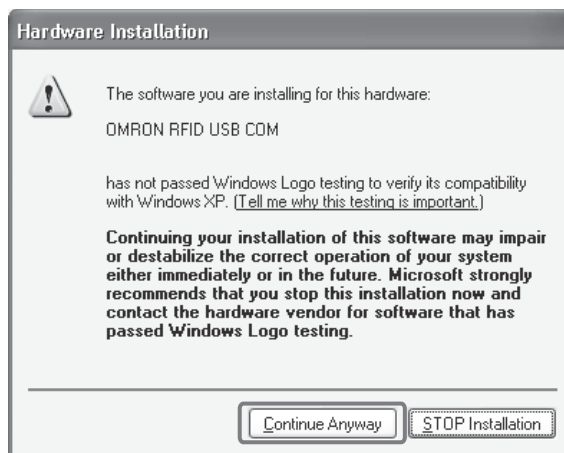 Hardware Installation
The software you are installing for this hardware:
OMRON RFID USB COM
has not passed Windows Logo testing to verify its compatibility
with Windows XP. (Tell me why this testing is important.)
Continuing your installation of this software may impair
or destabilize the correct operation of your system
either immediately or in the future. Microsoft strongly
recommends that you stop this installation now and
contact the hardware vendor for software that has
passed Windows Logo testing.
Continue Anyway STOP Installation